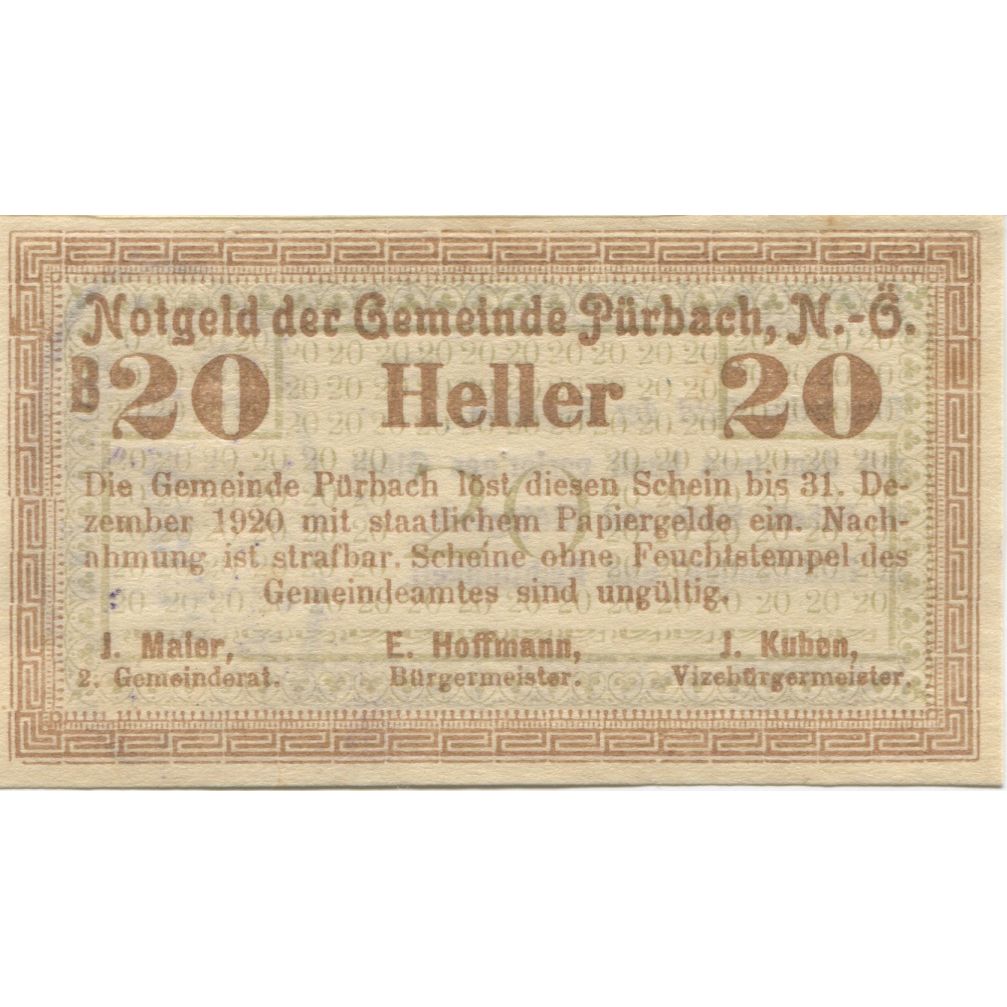 Notgeld der Gemeinde Pürbach, N.-Ö.
B 20 Heller 20
Die Gemeinde Pürbach löst diesen Schein bis 31. De-
zember 1920 mit staatlichem Papiergelde ein. Nach-
ahmung ist strafbar. Scheine ohne Feuchtstempel des
Gemeindeamtes sind ungültig.
J. Maier, E. Hoffmann, J. Kuben,
2. Gemeinderat. Bürgermeister. Vizebürgermeister.